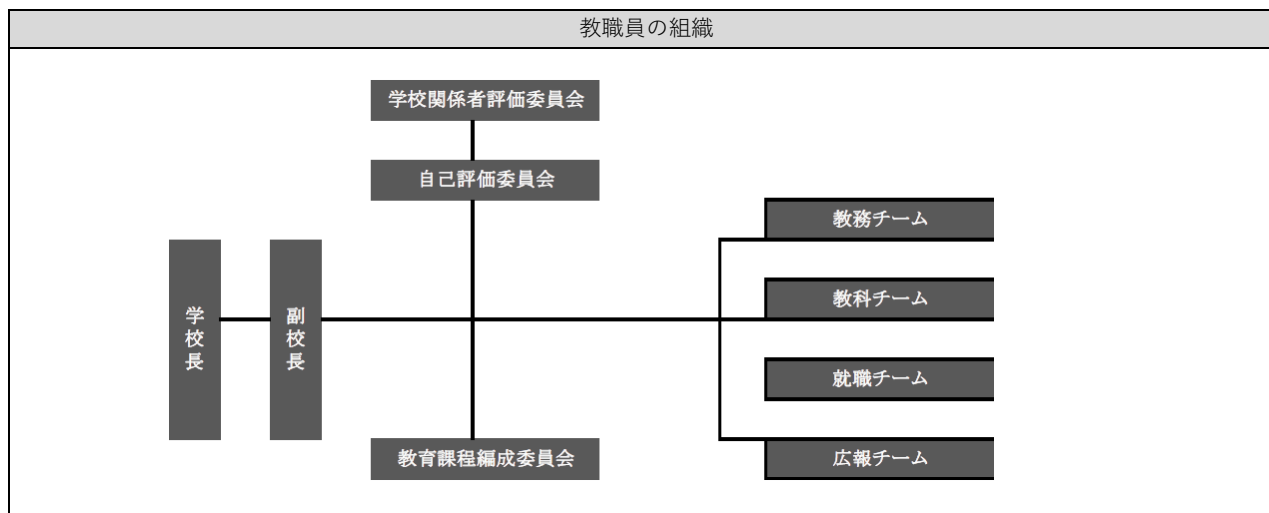 教職員の組織
学校関係者評価委員会
自己評価委員会
教務チーム
学校長
副校長
教科チーム
就職チーム
教育課程編成委員会
広報チーム